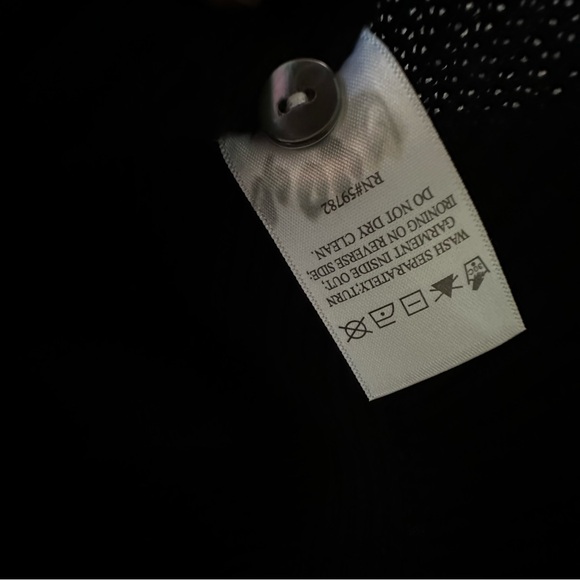 WASH SEPARATELY;TURN
GARMENT INSIDE OUT;
IRONING ON REVERSE SIDE;
DO NOT DRY CLEAN.
RN#59782